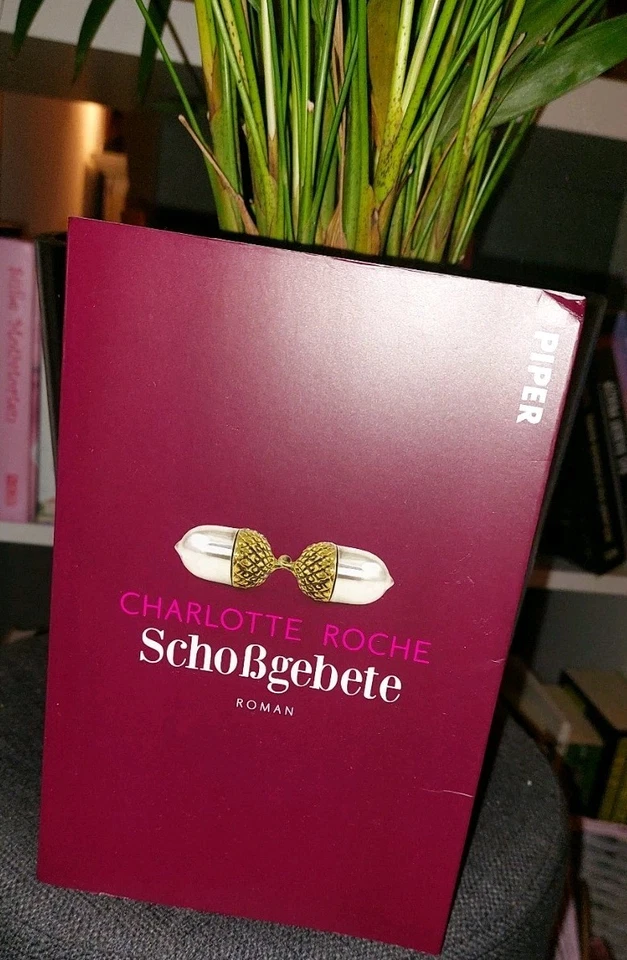 PIPER
CHARLOTTE ROCHE
Schoßgebete
ROMAN